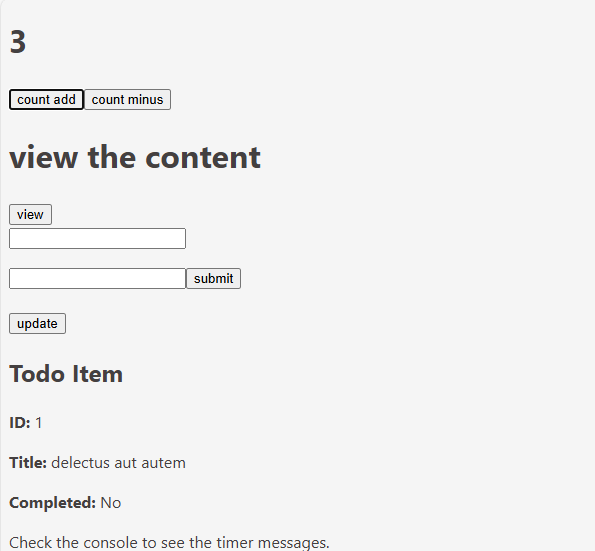 3
count add count minus
view the content
view
submit
update
Todo Item
ID: 1
Title: delectus aut autem
Completed: No
Check the console to see the timer messages.